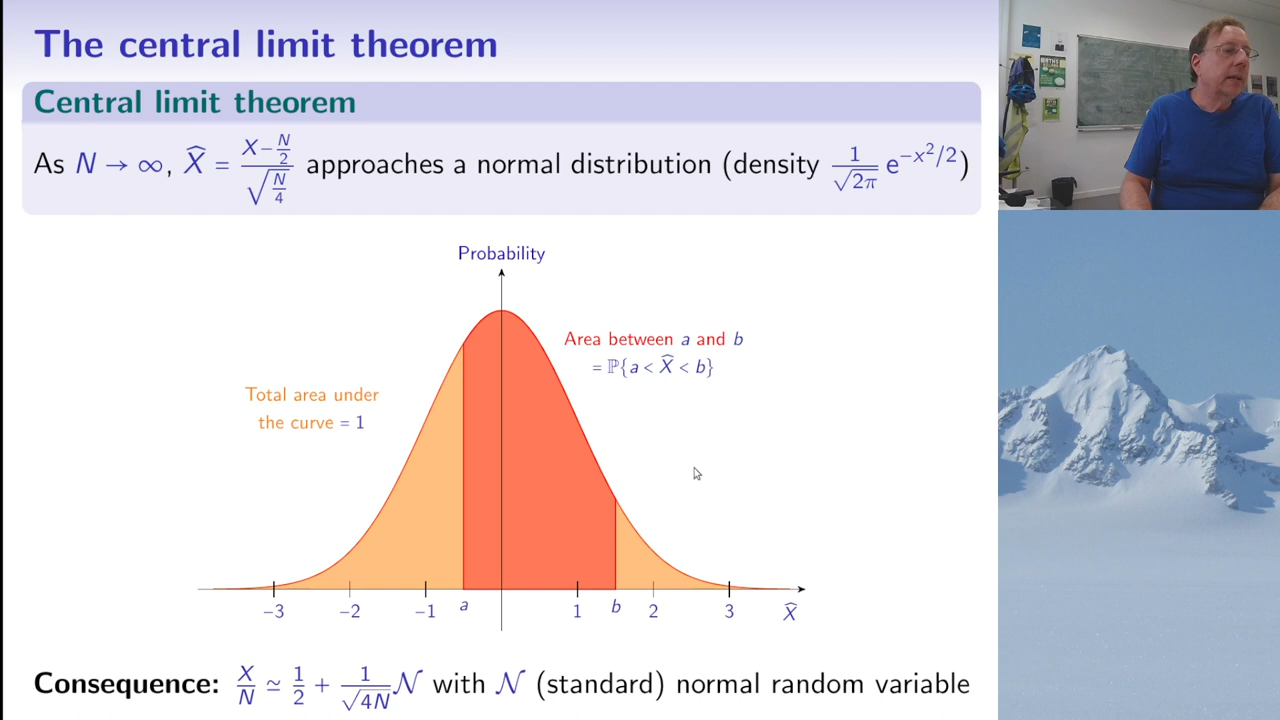 The central limit theorem
Central limit theorem
As N → ∞, X̂ = (X − N/2) / √(N/4) approaches a normal distribution (density 1/√(2π) e^(−x²/2))
Probability
Area between a and b
= ℙ{a < X̂ < b}
Total area under
the curve = 1
−3 −2 −1 a 1 b 2 3 X̂
Consequence: X/N ≃ 1/2 + 1/√(4N) 𝒩 with 𝒩 (standard) normal random variable